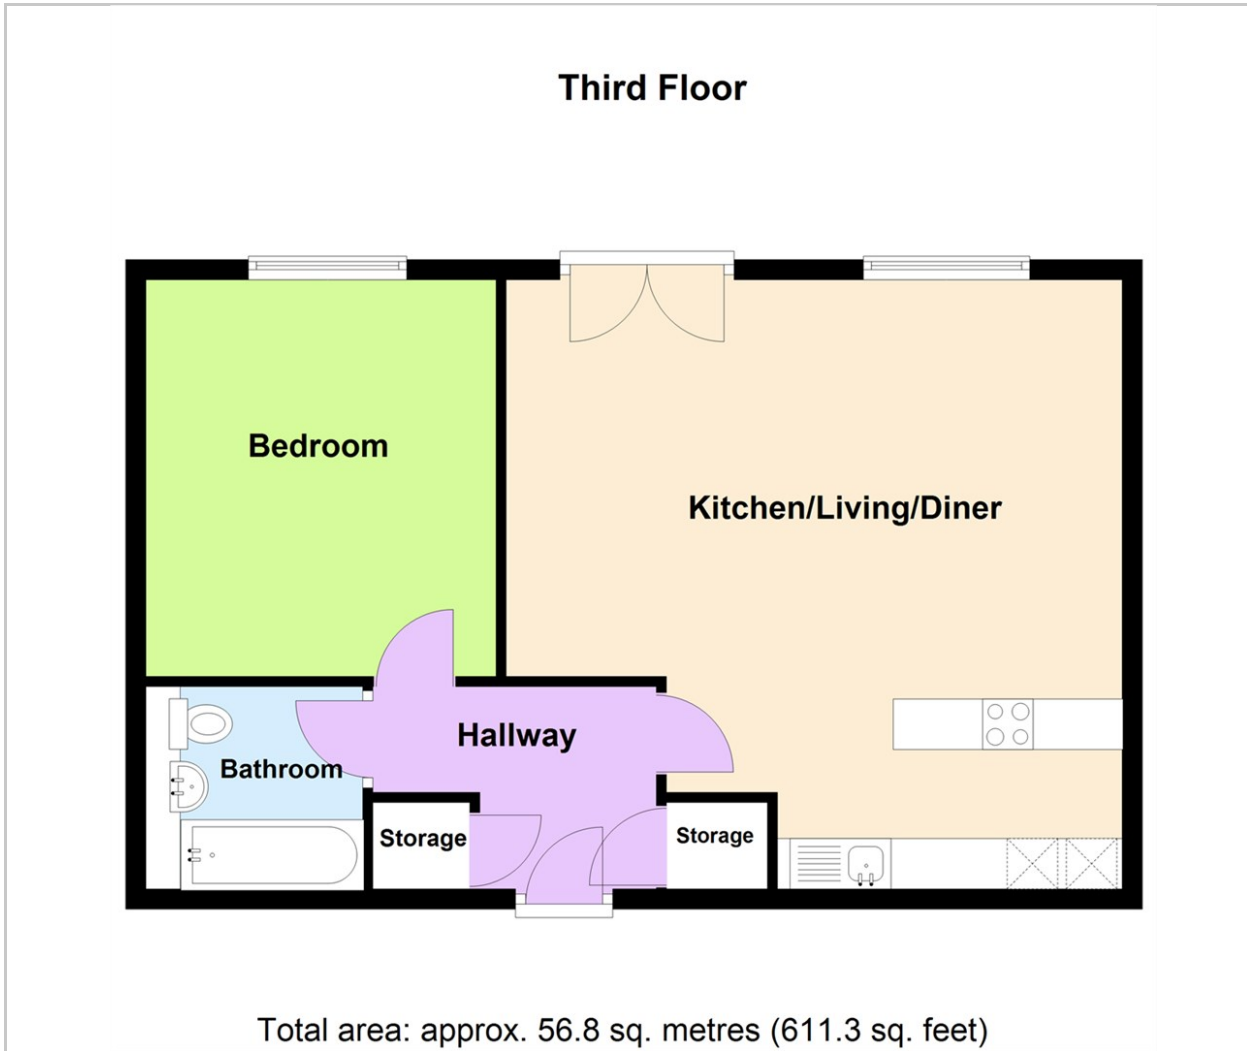 Third Floor
Bedroom
Kitchen/Living/Diner
Hallway
Bathroom
Storage
Storage
Total area: approx. 56.8 sq. metres (611.3 sq. feet)